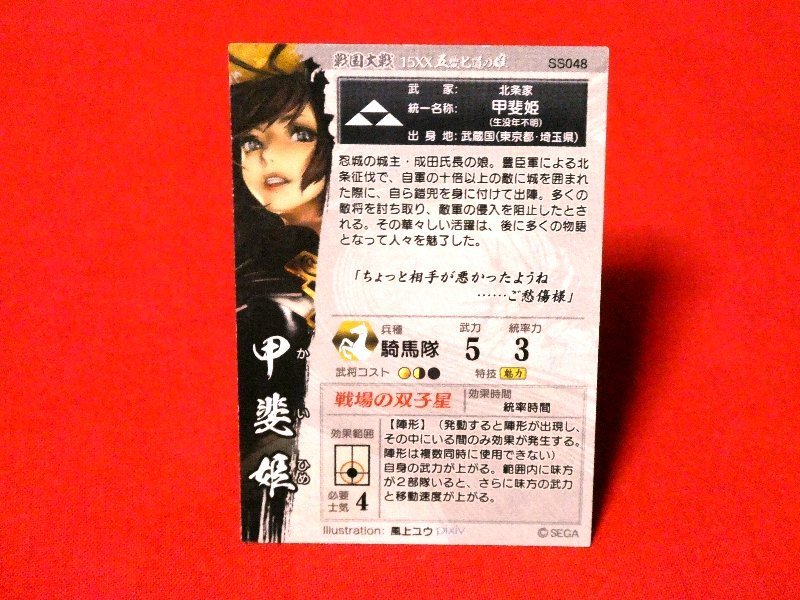 戦国大戦 15XX 五畿七道の雄 SS048
武家: 北条家
統一名称: 甲斐姫
(生没年不明)
出身地: 武蔵国(東京都・埼玉県)
忍城の城主・成田氏長の娘。豊臣軍による北
条征伐で、自軍の十倍以上の敵に城を囲まれ
た際に、自ら鎧兜を身に付けて出陣。多くの
敵将を討ち取り、敵軍の侵入を阻止したとさ
れる。その華々しい活躍は、後に多くの物語
となって人々を魅了した。
「ちょっと相手が悪かったようね
……ご愁傷様」
兵種 騎馬隊 武力 5 統率力 3
武将コスト 特技 魅力
戦場の双子星 効果時間
統率時間
効果範囲
必要
士気 4
【陣形】(発動すると陣形が出現し、
その中にいる間のみ効果が発生する。
陣形は複数同時に使用できない)
自身の武力が上がる。範囲内に味方
が2部隊いると、さらに味方の武力
と移動速度が上がる。
甲斐姫
かいひめ
Illustration: 風上ユウ pixiv
©SEGA